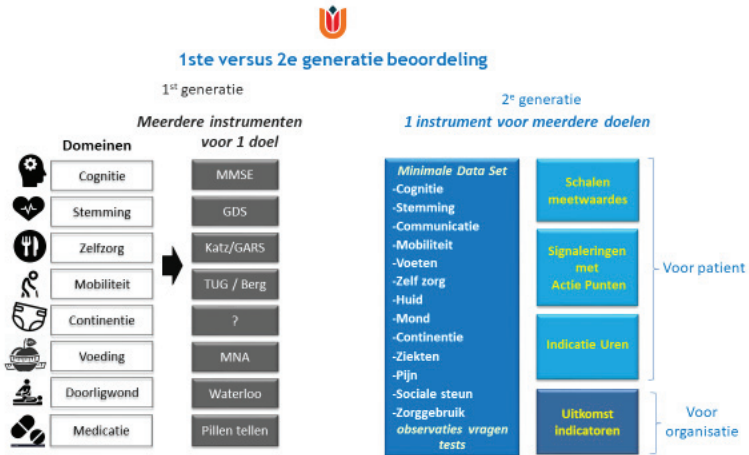 1ste versus 2e generatie beoordeling
1st generatie
Meerdere instrumenten
voor 1 doel
Domeinen
Cognitie
MMSE
Stemming
GDS
Zelfzorg
Katz/GARS
Mobiliteit
TUG / Berg
Continentie
?
Voeding
MNA
Doorligwond
Waterloo
Medicatie
Pillen tellen
2e generatie
1 instrument voor meerdere doelen
Minimale Data Set
-Cognitie
-Stemming
-Communicatie
-Mobiliteit
-Voeten
-Zelf zorg
-Huid
-Mond
-Continentie
-Ziekten
-Pijn
-Sociale steun
-Zorggebruik
observaties vragen
tests
Schalen
meetwaardes
Signaleringen
met
Actie Punten
Indicatie Uren
Voor patient
Uitkomst
indicatoren
Voor
organisatie